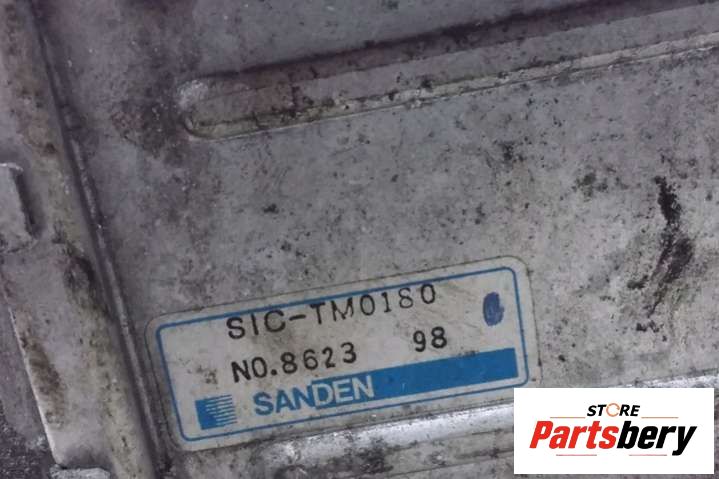 SIC-TM0180
NO.8623 98
SANDEN
STORE
Partsbery